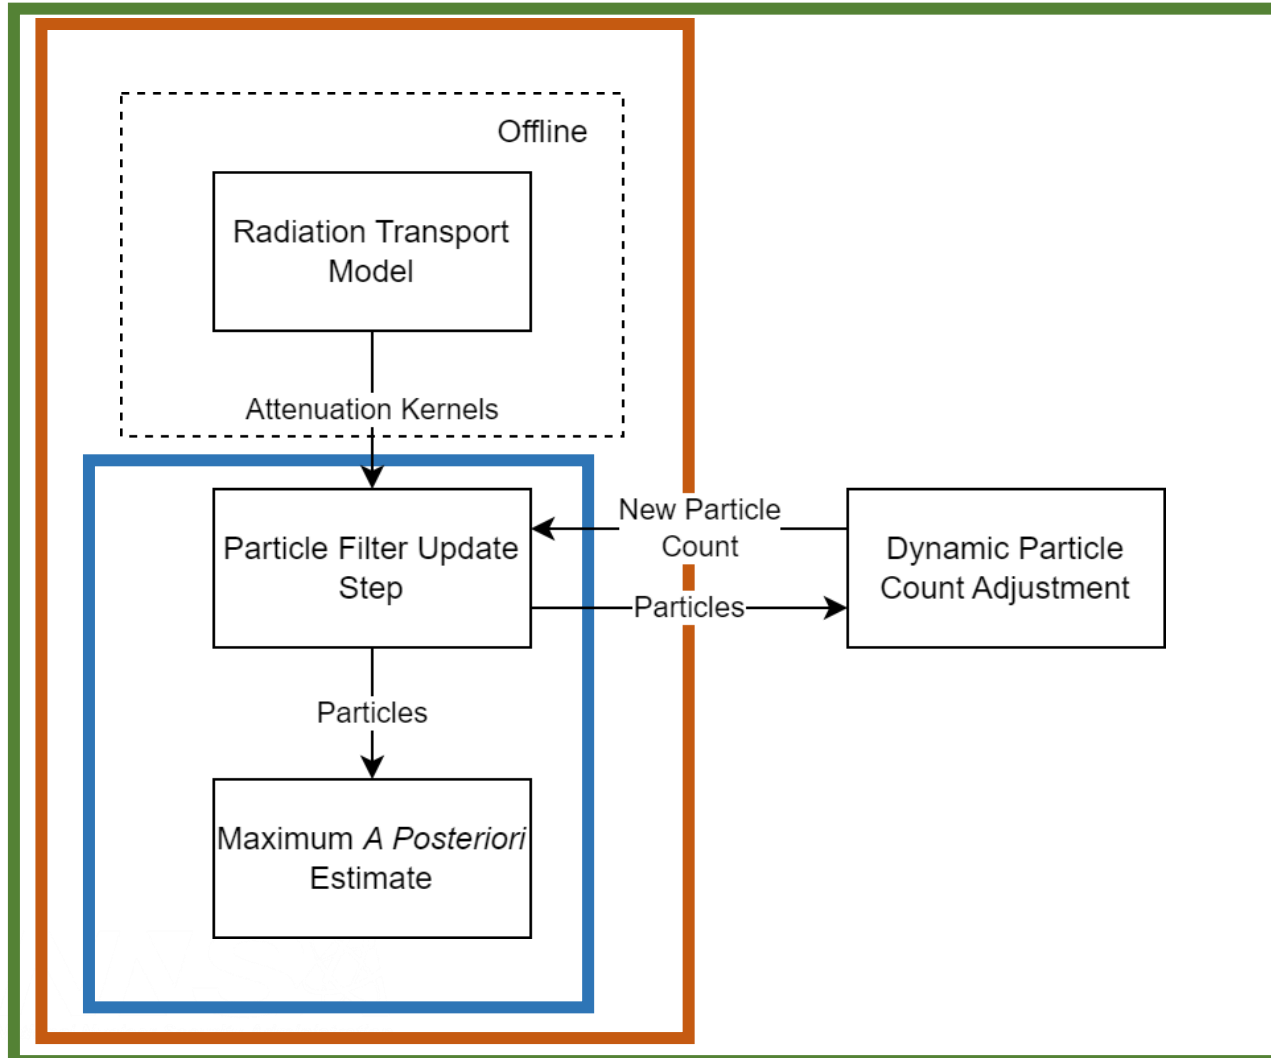 Offline
Radiation Transport
Model
Attenuation Kernels
Particle Filter Update
Step
New Particle
Count
Particles
Dynamic Particle
Count Adjustment
Particles
Maximum A Posteriori
Estimate